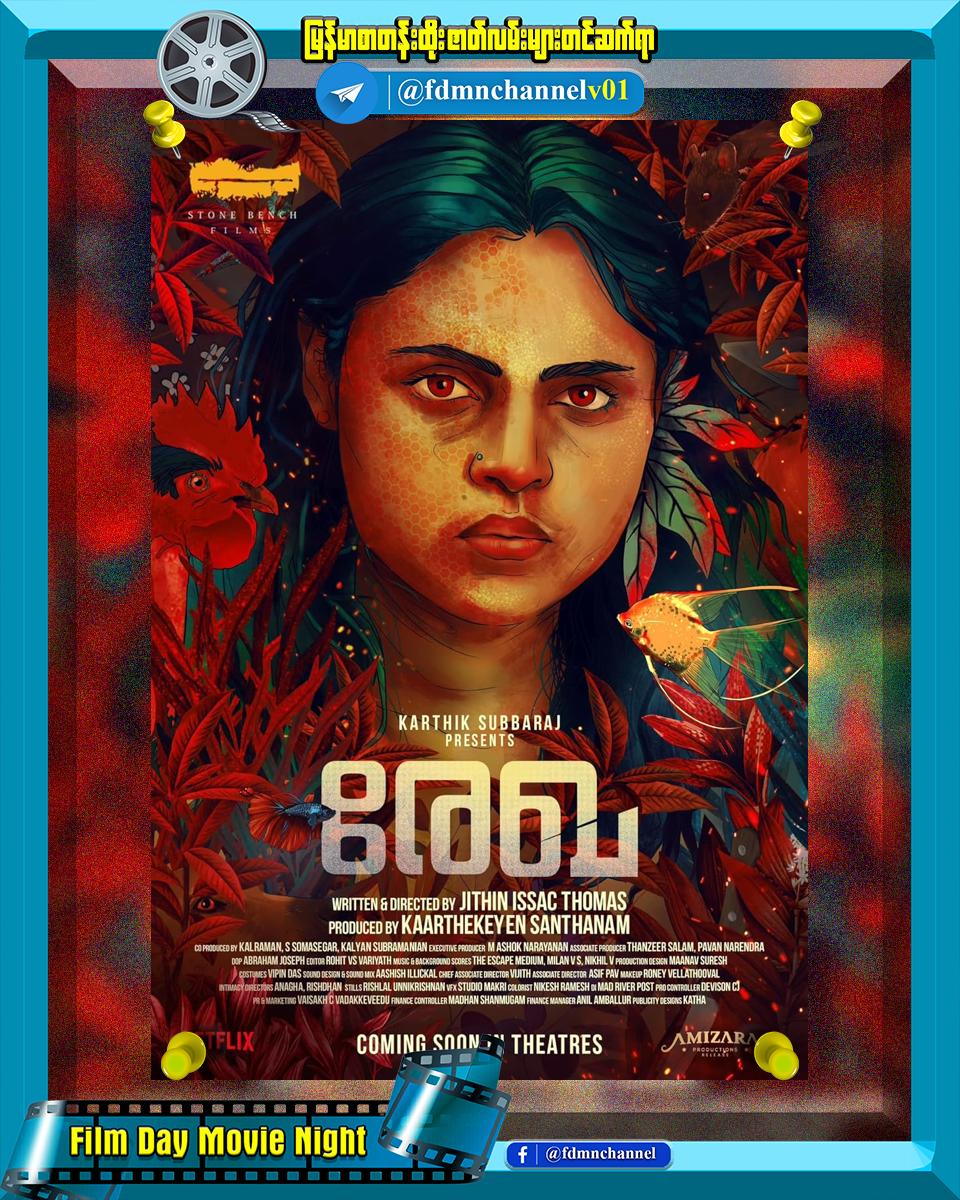 မြန်မာစာတန်းထိုး ဇာတ်လမ်းများတင်ဆက်ရာ
@fdmnchannelv01
STONE BENCH
FILMS
KARTHIK SUBBARAJ
PRESENTS
രേഖ
WRITTEN & DIRECTED BY JITHIN ISSAC THOMAS
PRODUCED BY KAARTHEKEYEN SANTHANAM
CO PRODUCED BY KALRAMAN, S SOMASEGAR, KALYAN SUBRAMANIAN EXECUTIVE PRODUCER M ASHOK NARAYANAN ASSOCIATE PRODUCER THANZEER SALAM, PAVAN NARENDRA
DOP ABRAHAM JOSEPH EDITOR ROHIT VS VARIYATH MUSIC & BACKGROUND SCORES THE ESCAPE MEDIUM, MILAN V S, NIKHIL V PRODUCTION DESIGN MAANAV SURESH
COSTUMES VIPIN DAS SOUND DESIGN & SOUND MIX AASHISH ILLICKAL CHIEF ASSOCIATE DIRECTOR VIJITH ASSOCIATE DIRECTOR ASIF PAV MAKEUP RONEY VELLATHOOVAL
INTIMACY DIRECTORS ANAGHA, RISHDHAN STILLS RISHLAL UNNIKRISHNAN VFX STUDIO MAKRI COLORIST NIKESH RAMESH DI MAD RIVER POST PRO CONTROLLER DEVISON CJ
PR & MARKETING VAISAKH C VADAKKEVEEDU FINANCE CONTROLLER MADHAN SHANMUGAM FINANCE MANAGER ANIL AMBALLUR PUBLICITY DESIGNS KATHA
COMING SOON IN THEATRES
AMIZARA
PRODUCTIONS
RELEASE
Film Day Movie Night
@fdmnchannel